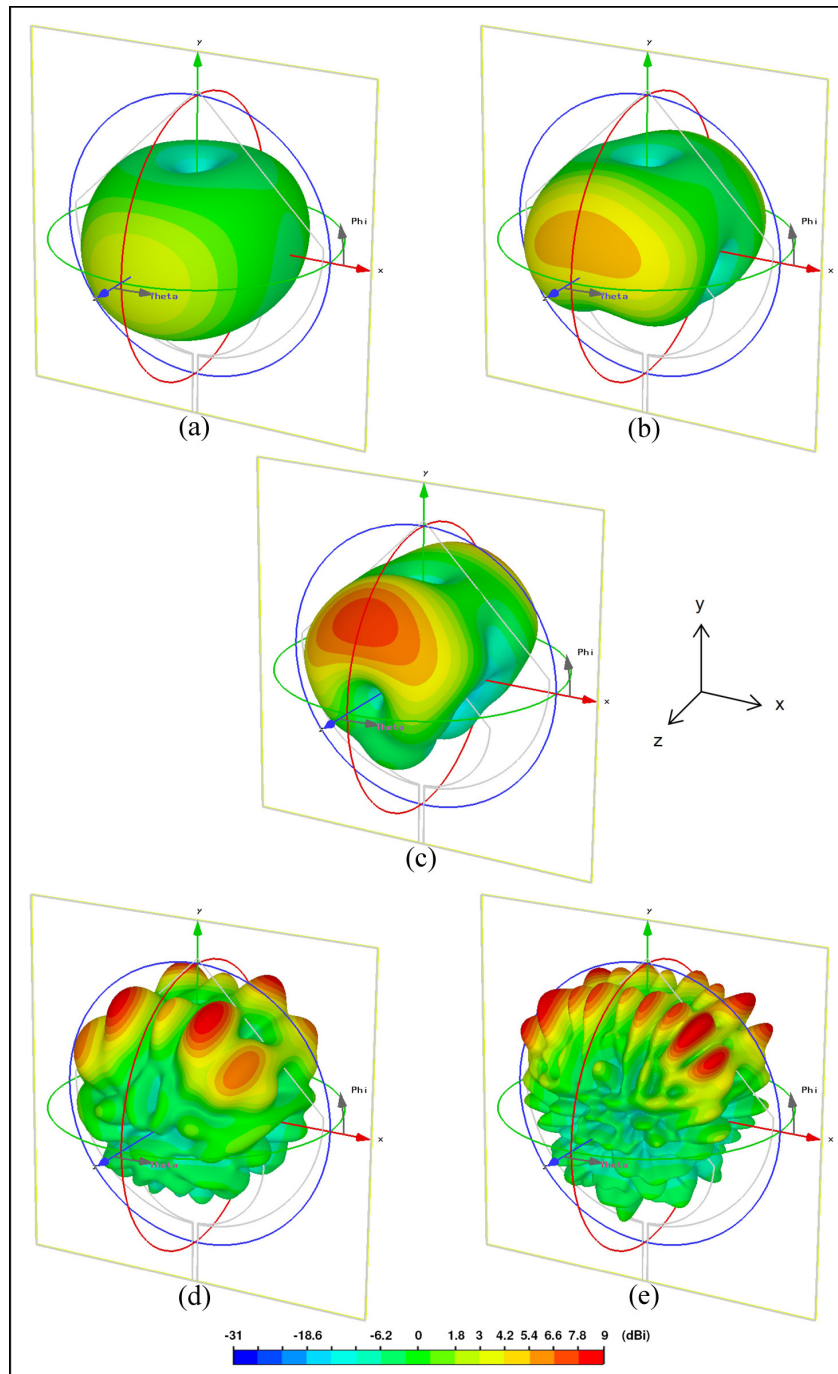 y
Phi
x
z
Theta
(a)
y
Phi
x
z
Theta
(b)
y
Phi
x
z
Theta
(c)
y
x
z
y
Phi
x
z
Theta
(d)
y
Phi
x
z
Theta
(e)
-31 -18.6 -6.2 0 1.8 3 4.2 5.4 6.6 7.8 9 (dBi)